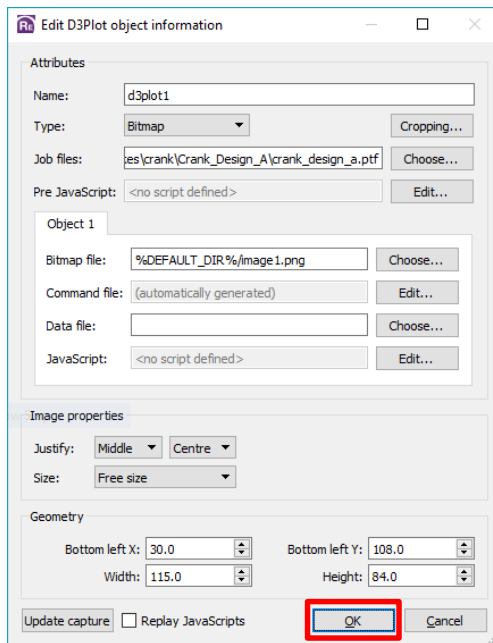 RE Edit D3Plot object information
Attributes
Name: d3plot1
Type: Bitmap Cropping...
Job files: :es\crank\Crank_Design_A\crank_design_a.ptf Choose...
Pre JavaScript: <no script defined> Edit...
Object 1
Bitmap file: %DEFAULT_DIR%/image1.png Choose...
Command file: (automatically generated) Edit...
Data file: Choose...
JavaScript: <no script defined> Edit...
Image properties
Justify: Middle Centre
Size: Free size
Geometry
Bottom left X: 30.0 Bottom left Y: 108.0
Width: 115.0 Height: 84.0
Update capture Replay JavaScripts OK Cancel